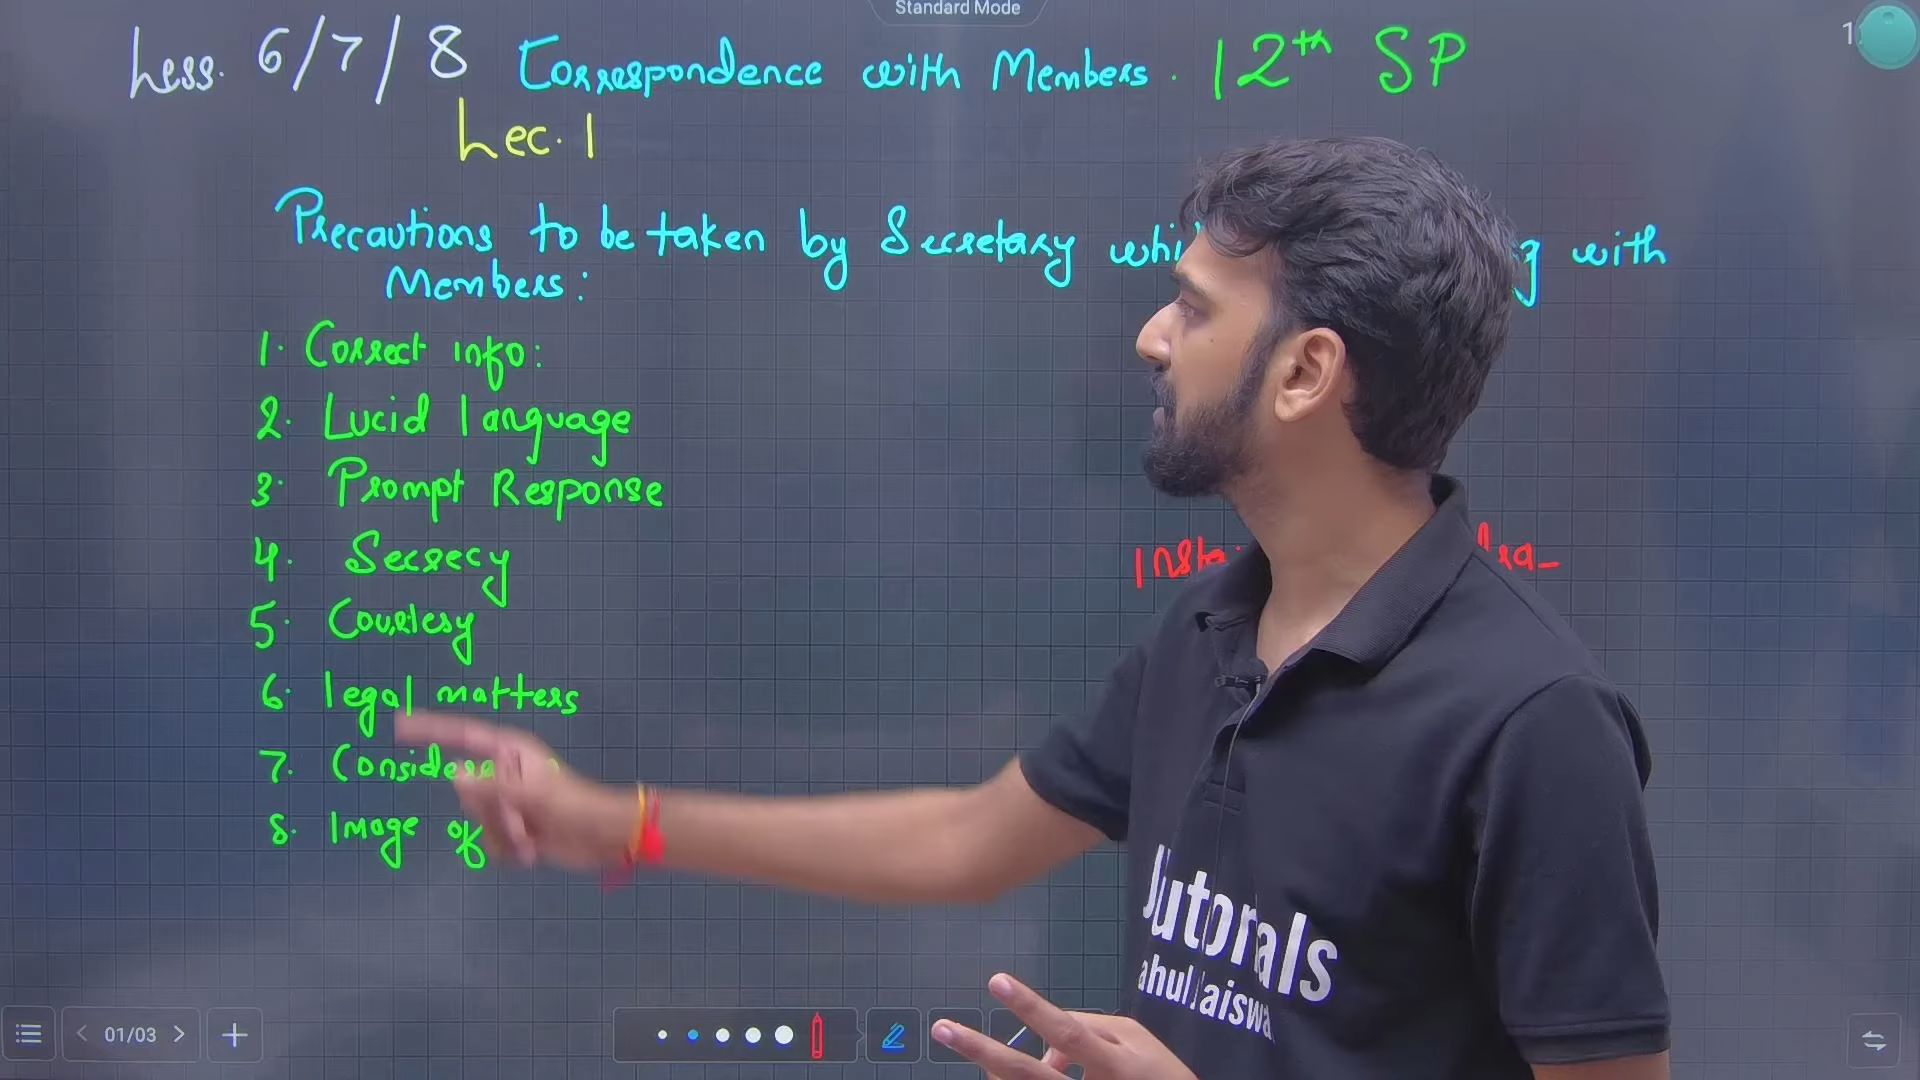 Standard Mode
Less. 6/7/8 Correspondence with Members. 12th SP
Lec. 1
Precautions to be taken by Secretary with
Members:
1. Correct info:
2. Lucid language
3. Prompt Response
4. Secrecy
5. Courtesy
6. legal matters
7.
8. Image of
01/03